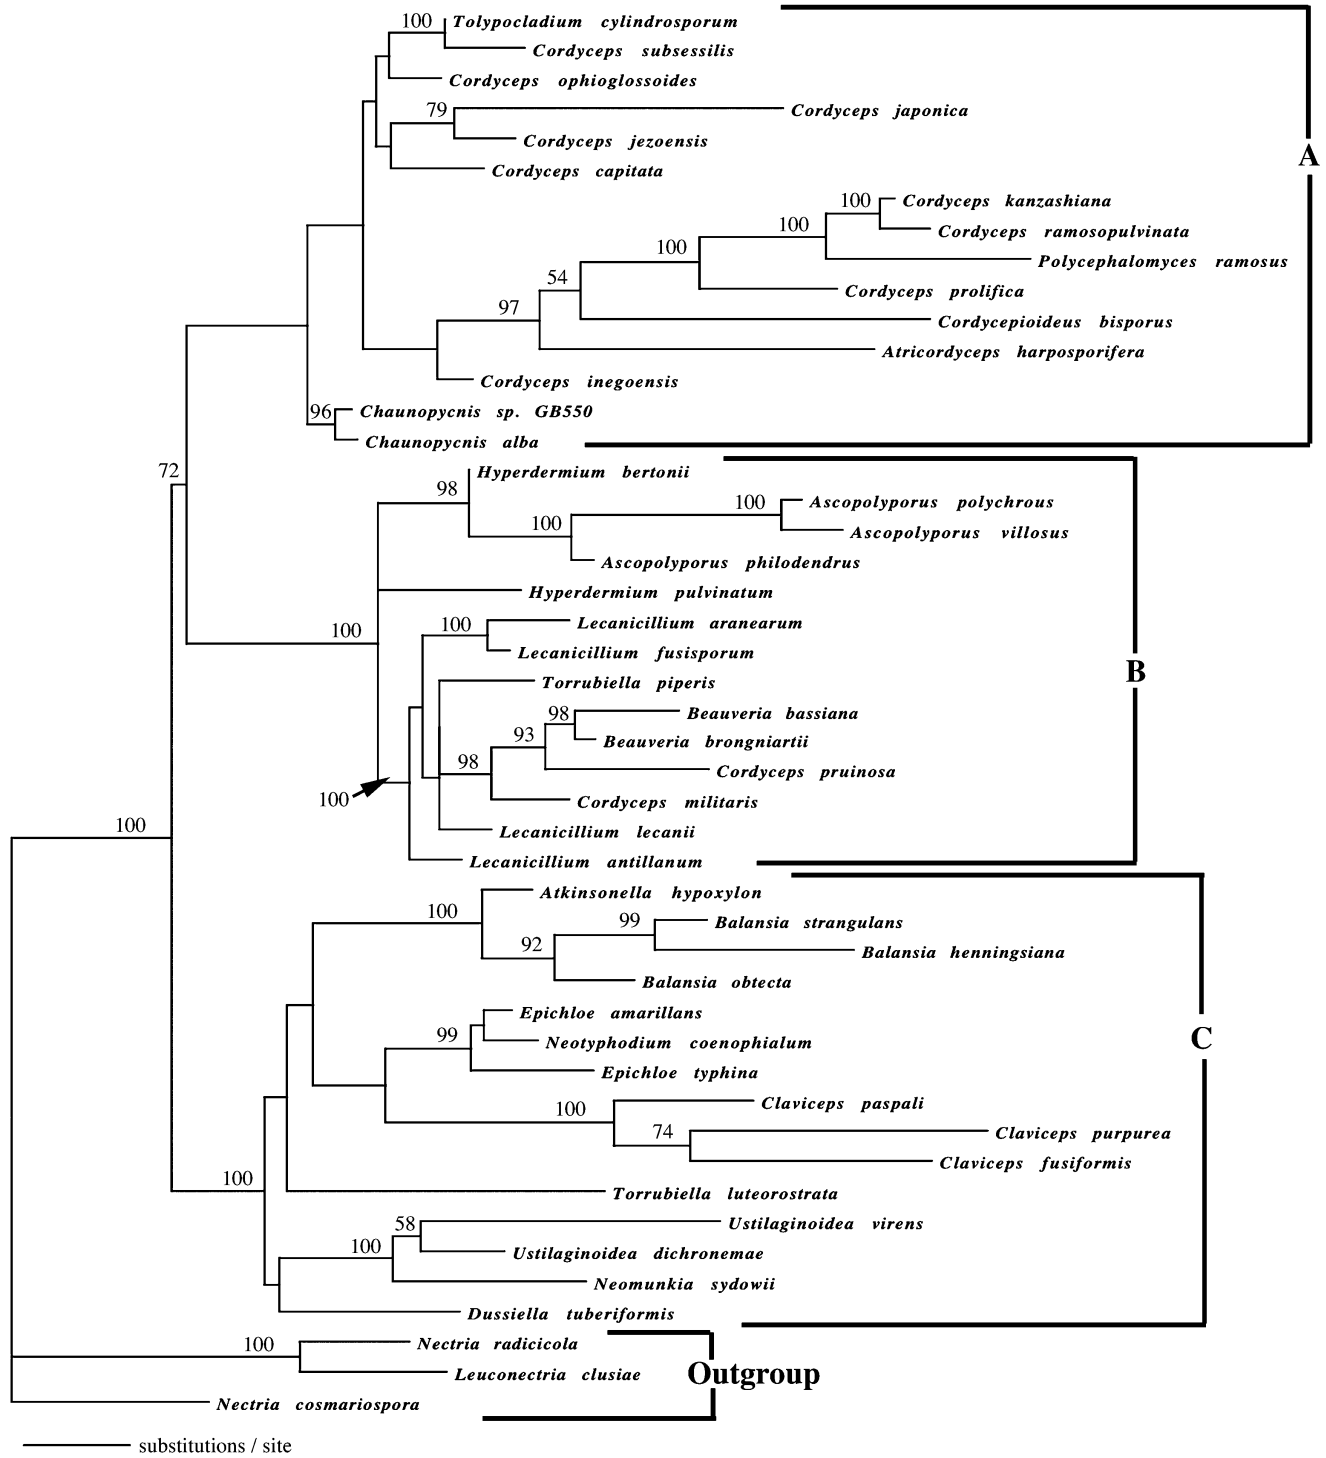 100 Tolypocladium cylindrosporum
Cordyceps subsessilis
Cordyceps ophioglossoides
79 Cordyceps japonica
Cordyceps jezoensis
A
Cordyceps capitata
100 Cordyceps kanzashiana
100 Cordyceps ramosopulvinata
100 Polycephalomyces ramosus
54 Cordyceps prolifica
97 Cordycepioideus bisporus
Atricordyceps harposporifera
Cordyceps inegoensis
96 Chaunopycnis sp. GB550
Chaunopycnis alba
72 Hyperdermium bertonii
98 100 Ascopolyporus polychrous
100 Ascopolyporus villosus
Ascopolyporus philodendrus
Hyperdermium pulvinatum
100 100 Lecanicillium aranearum
Lecanicillium fusisporum
B
Torrubiella piperis
98 Beauveria bassiana
93 Beauveria brongniartii
98 Cordyceps pruinosa
100 Cordyceps militaris
100 Lecanicillium lecanii
Lecanicillium antillanum
Atkinsonella hypoxylon
100 99 Balansia strangulans
92 Balansia henningsiana
Balansia obtecta
Epichloe amarillans
99 Neotyphodium coenophialum
C
Epichloe typhina
100 Claviceps paspali
74 Claviceps purpurea
Claviceps fusiformis
100 Torrubiella luteorostrata
58 Ustilaginoidea virens
100 Ustilaginoidea dichronemae
Neomunkia sydowii
Dussiella tuberiformis
100 Nectria radicicola
Leuconectria clusiae Outgroup
Nectria cosmariospora
substitutions / site